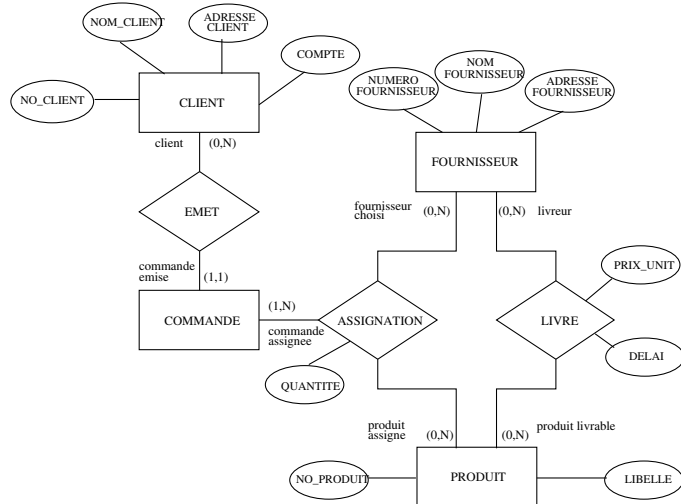 NOM_CLIENT
ADRESSE
CLIENT
COMPTE
NO_CLIENT
CLIENT
NUMERO
FOURNISSEUR
NOM
FOURNISSEUR
ADRESSE
FOURNISSEUR
client (0,N)
FOURNISSEUR
EMET
fournisseur
choisi (0,N)
(0,N) livreur
commande
emise (1,1)
PRIX_UNIT
COMMANDE
(1,N)
commande
assignee
ASSIGNATION
LIVRE
QUANTITE
DELAI
produit
assigne (0,N)
(0,N) produit livrable
NO_PRODUIT
PRODUIT
LIBELLE